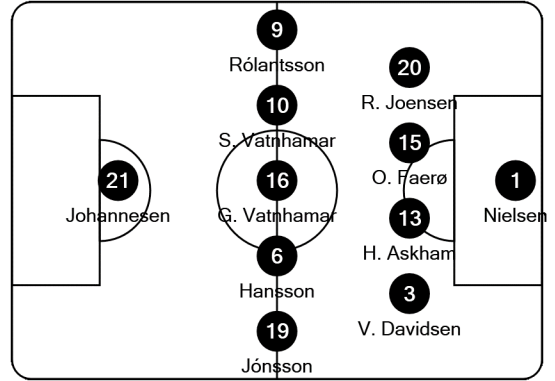 9
Rólantsson
20
R. Joensen
10
S. Vatnhamar
15
O. Faerø
21
Johannesen
16
G. Vatnhamar
1
Nielsen
13
H. Askham
6
Hansson
3
V. Davidsen
19
Jónsson